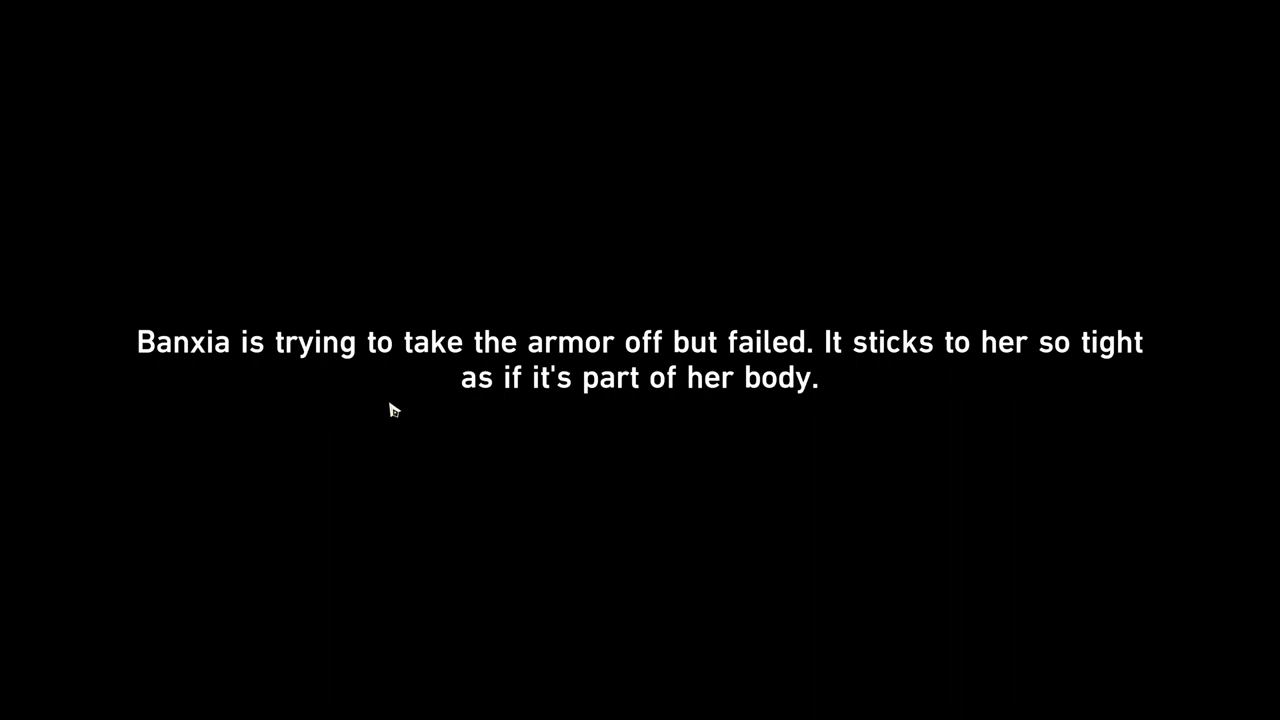 Banxia is trying to take the armor off but failed. It sticks to her so tight
as if it's part of her body.